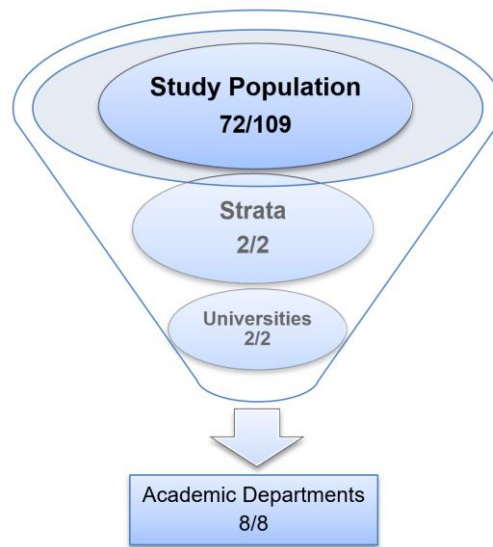 Study Population
72/109
Strata
2/2
Universities
2/2
Academic Departments
8/8